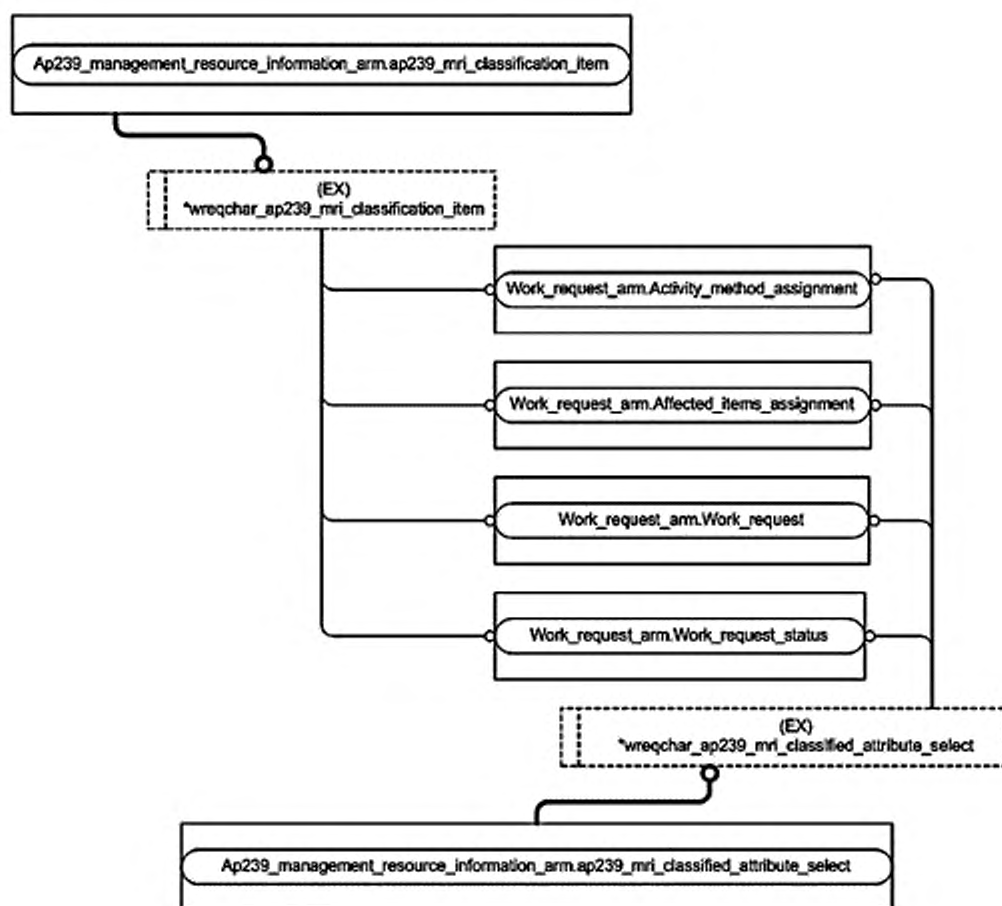 Ap239_management_resource_information_arm.ap239_mri_classification_item
(EX)
*wreqchar_ap239_mri_classification_item
Work_request_arm.Activity_method_assignment
Work_request_arm.Affected_items_assignment
Work_request_arm.Work_request
Work_request_arm.Work_request_status
(EX)
*wreqchar_ap239_mri_classified_attribute_select
Ap239_management_resource_information_arm.ap239_mri_classified_attribute_select